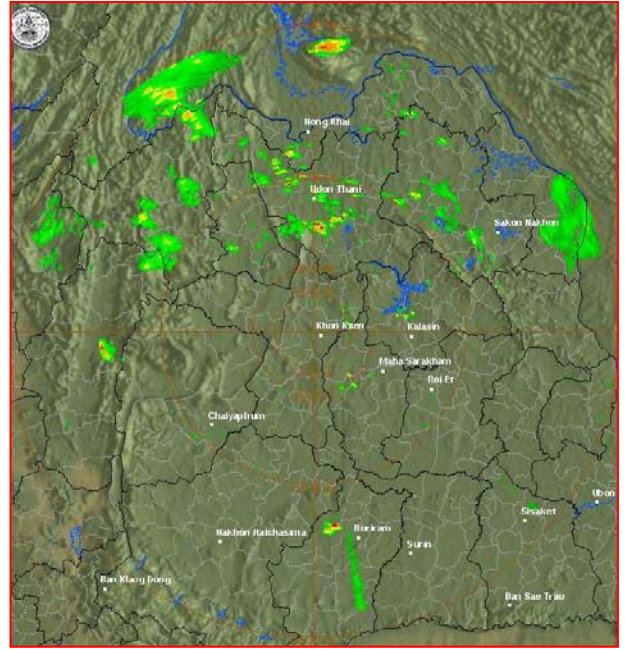 Nong Khai
Udon Thani
Sakon Nakhon
Khon Kaen
Kalasin
Maha Sarakham
Roi Et
Chaiyaphum
Ubon
Sisaket
Nakhon Ratchasima
Buriram
Surin
Ban Klang Dong
Ban Sae Trao